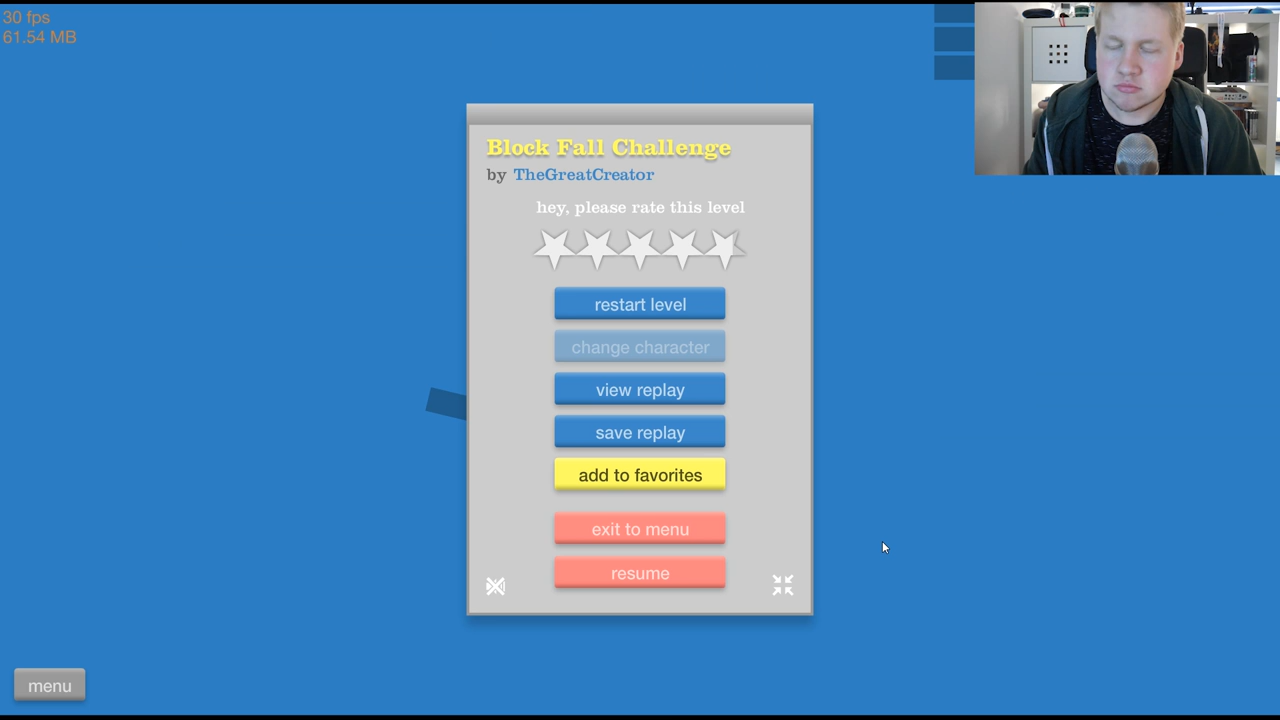 30 fps
61.54 MB
Block Fall Challenge
by TheGreatCreator
hey, please rate this level
restart level
change character
view replay
save replay
add to favorites
exit to menu
resume
menu